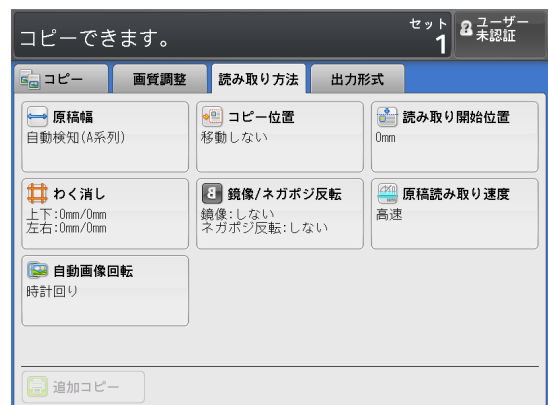 コピーできます。
セット
1
ユーザー
未認証
コピー
画質調整
読み取り方法
出力形式
原稿幅
自動検知(A系列)
コピー位置
移動しない
読み取り開始位置
0mm
わく消し
上下:0mm/0mm
左右:0mm/0mm
鏡像/ネガポジ反転
鏡像:しない
ネガポジ反転:しない
原稿読み取り速度
高速
自動画像回転
時計回り
追加コピー